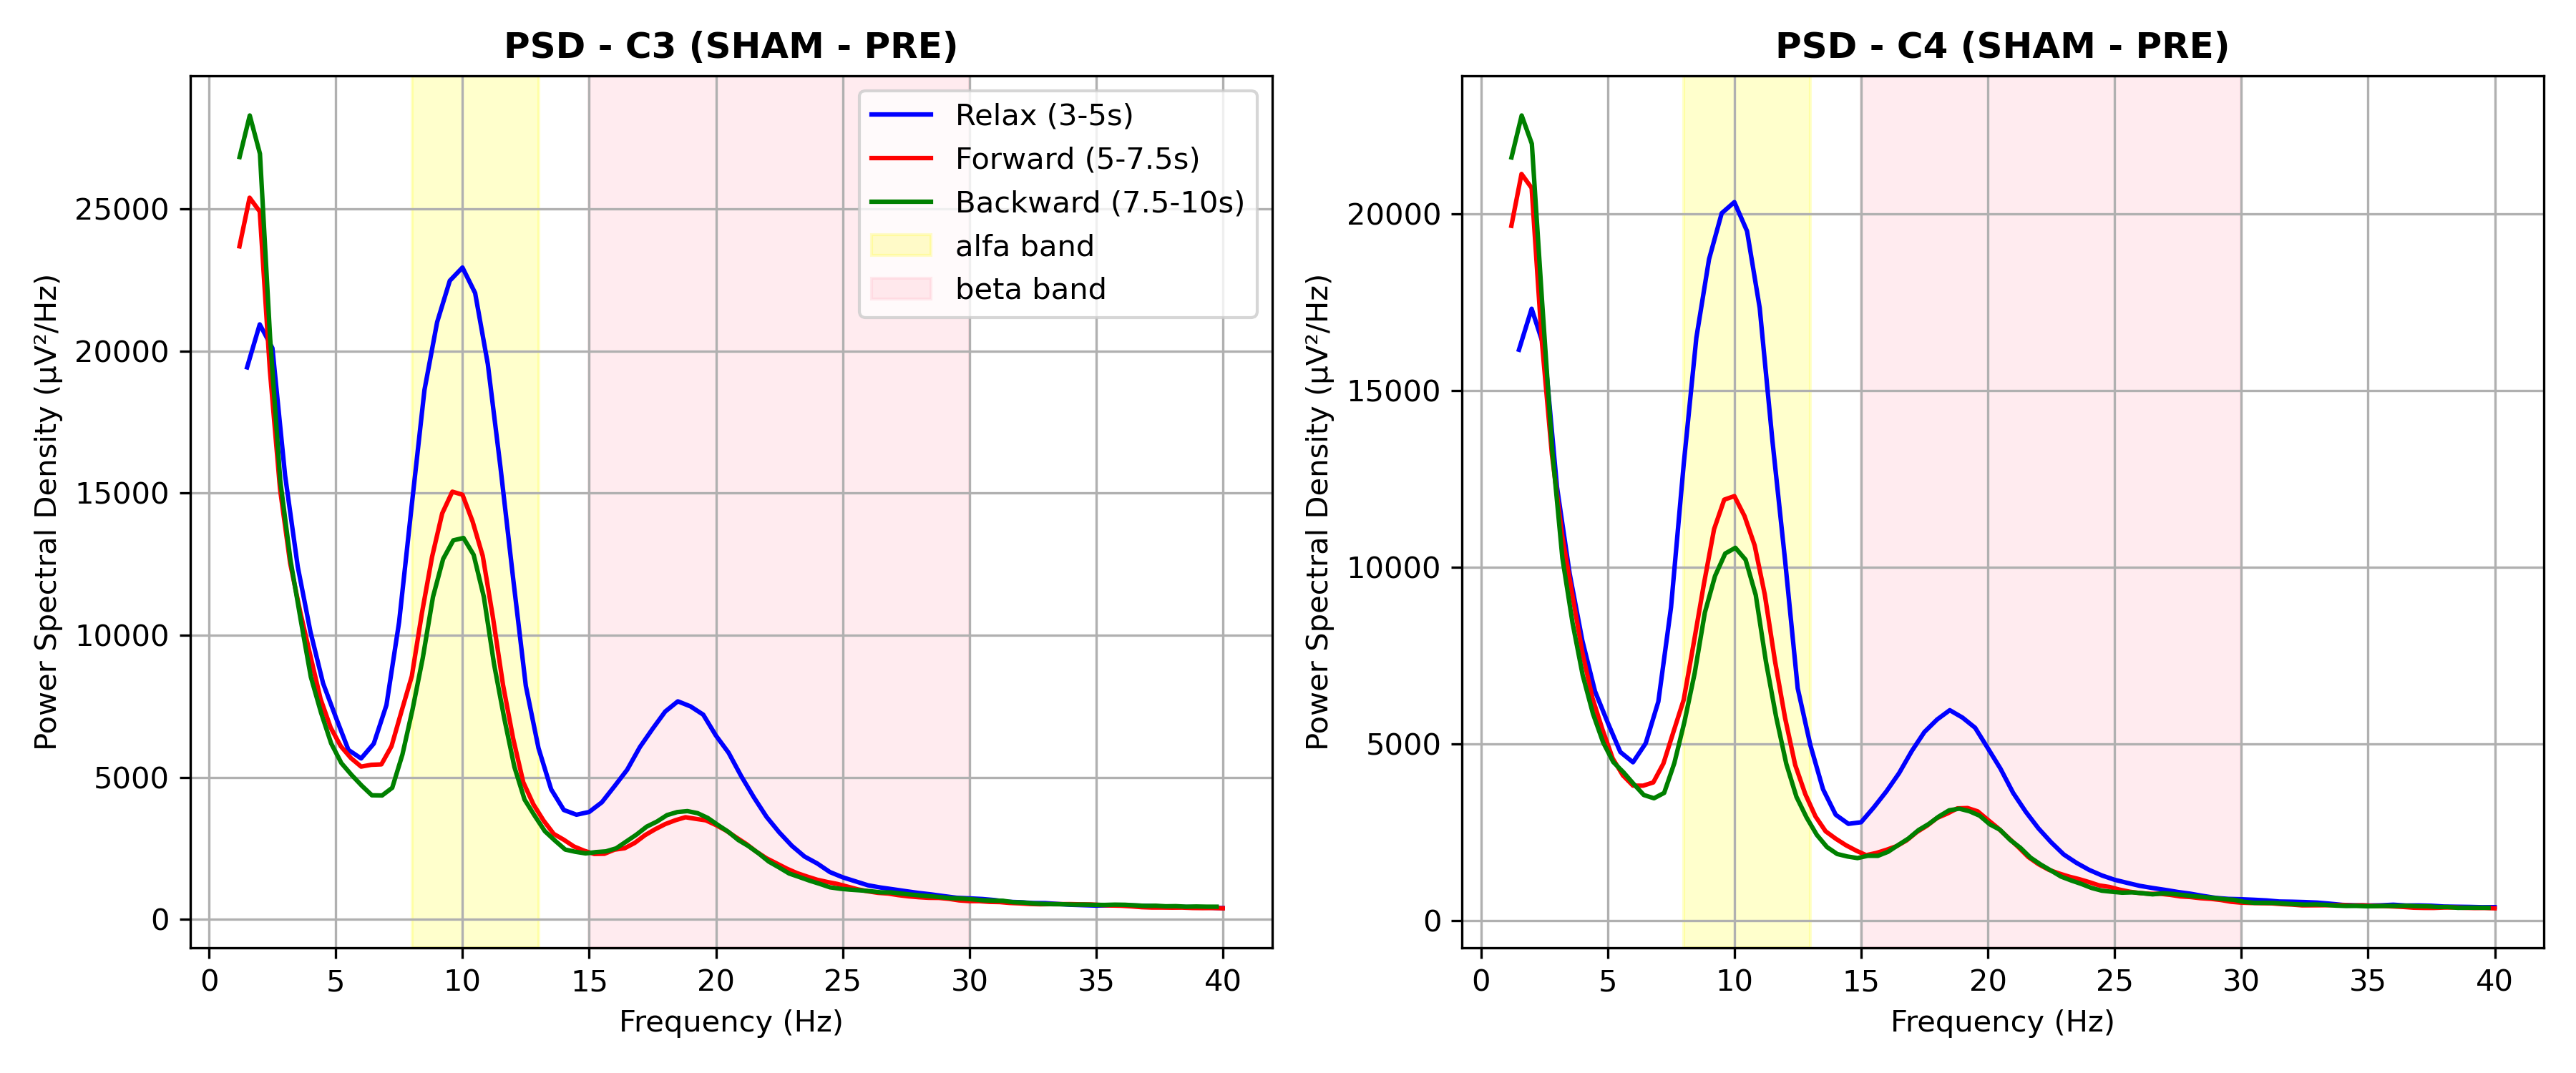 PSD - C3 (SHAM - PRE)
Power Spectral Density (µV²/Hz)
25000
20000
15000
10000
5000
0
0 5 10 15 20 25 30 35 40
Frequency (Hz)
Relax (3-5s)
Forward (5-7.5s)
Backward (7.5-10s)
alfa band
beta band
PSD - C4 (SHAM - PRE)
Power Spectral Density (µV²/Hz)
20000
15000
10000
5000
0
0 5 10 15 20 25 30 35 40
Frequency (Hz)